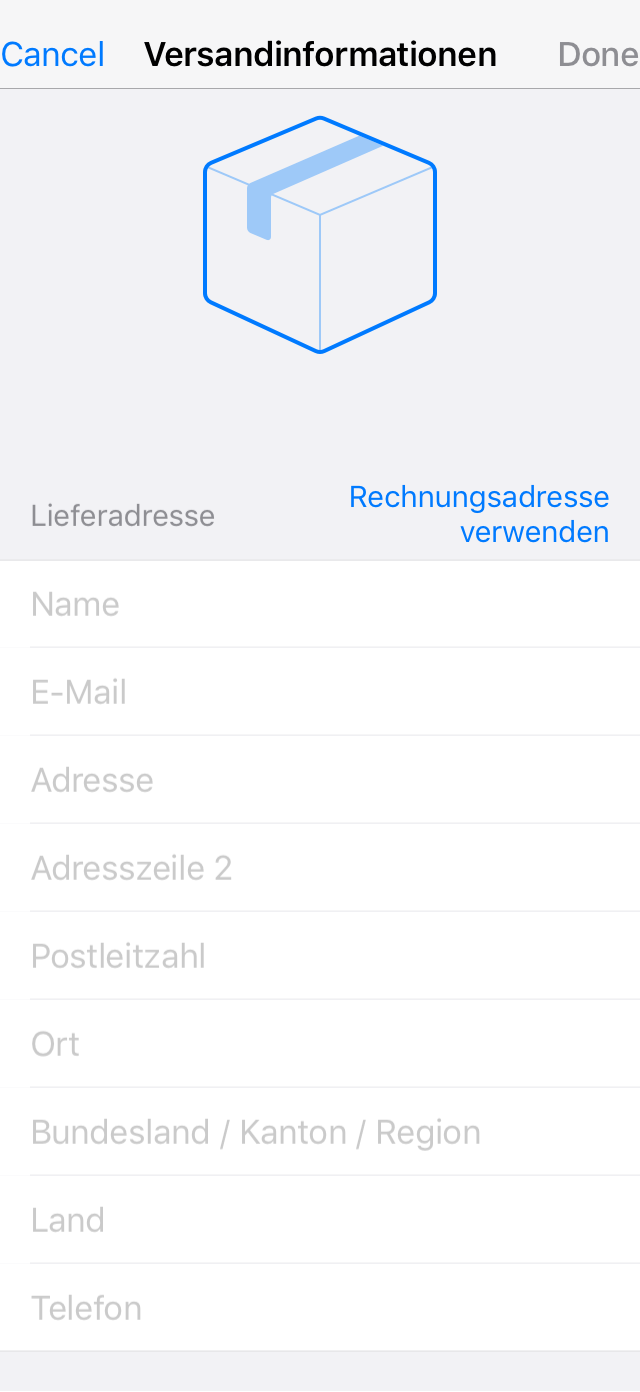 Cancel Versandinformationen Done
Lieferadresse
Rechnungsadresse
verwenden
Name
E-Mail
Adresse
Adresszeile 2
Postleitzahl
Ort
Bundesland / Kanton / Region
Land
Telefon